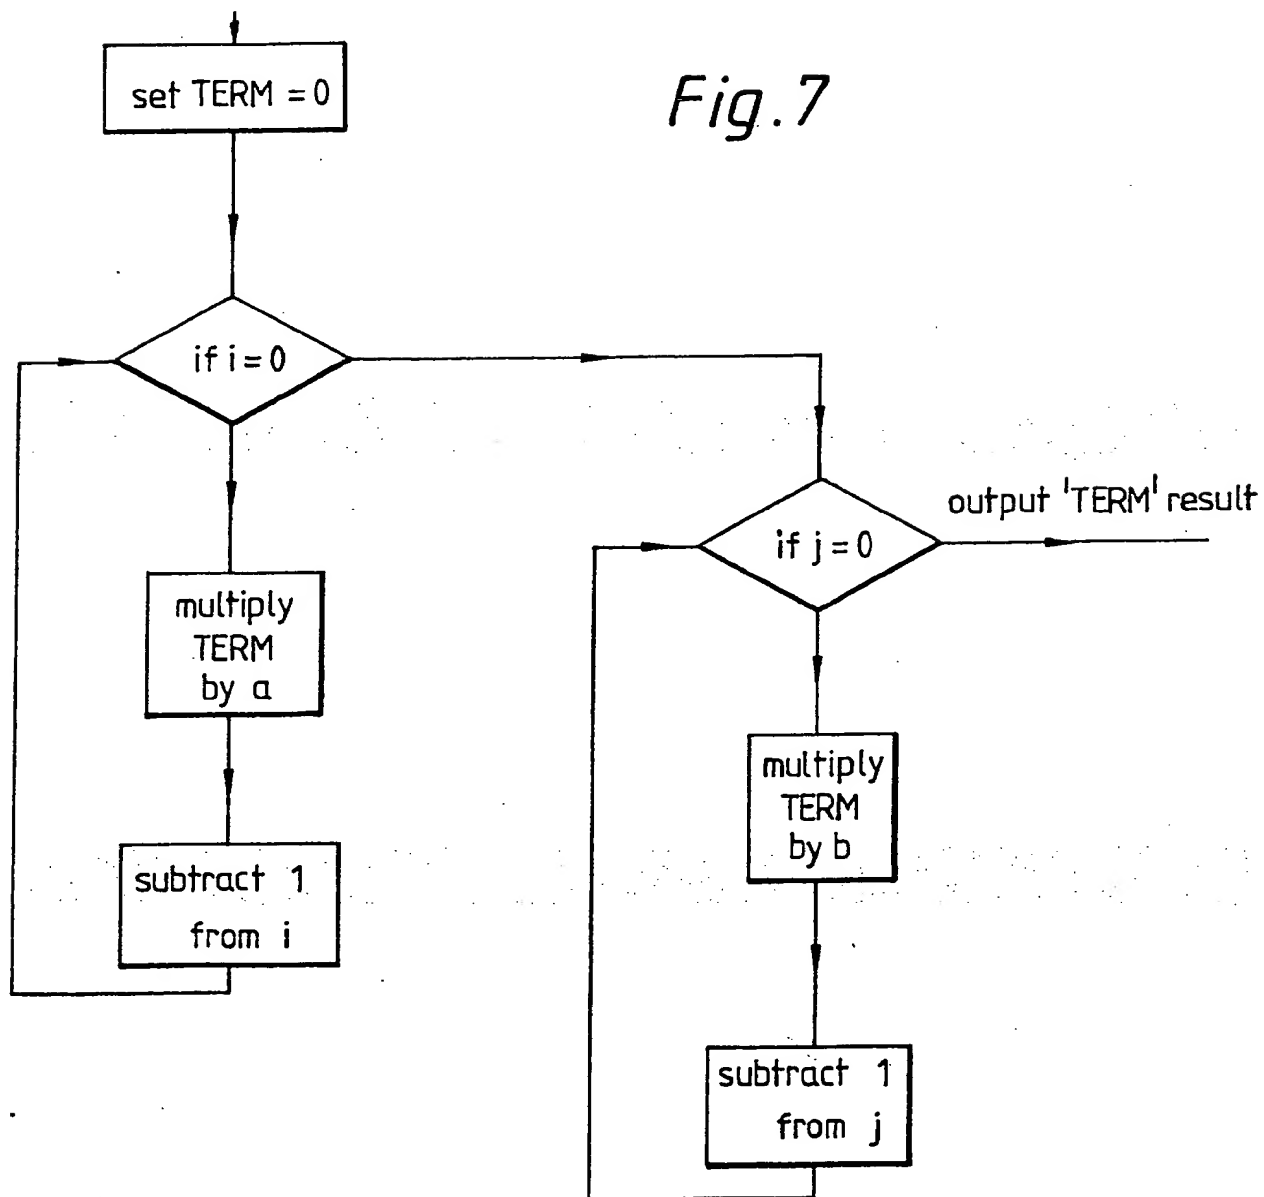 set TERM = 0
Fig.7
if i = 0
output 'TERM' result
if j = 0
multiply
TERM
by a
multiply
TERM
by b
subtract 1
from i
subtract 1
from j